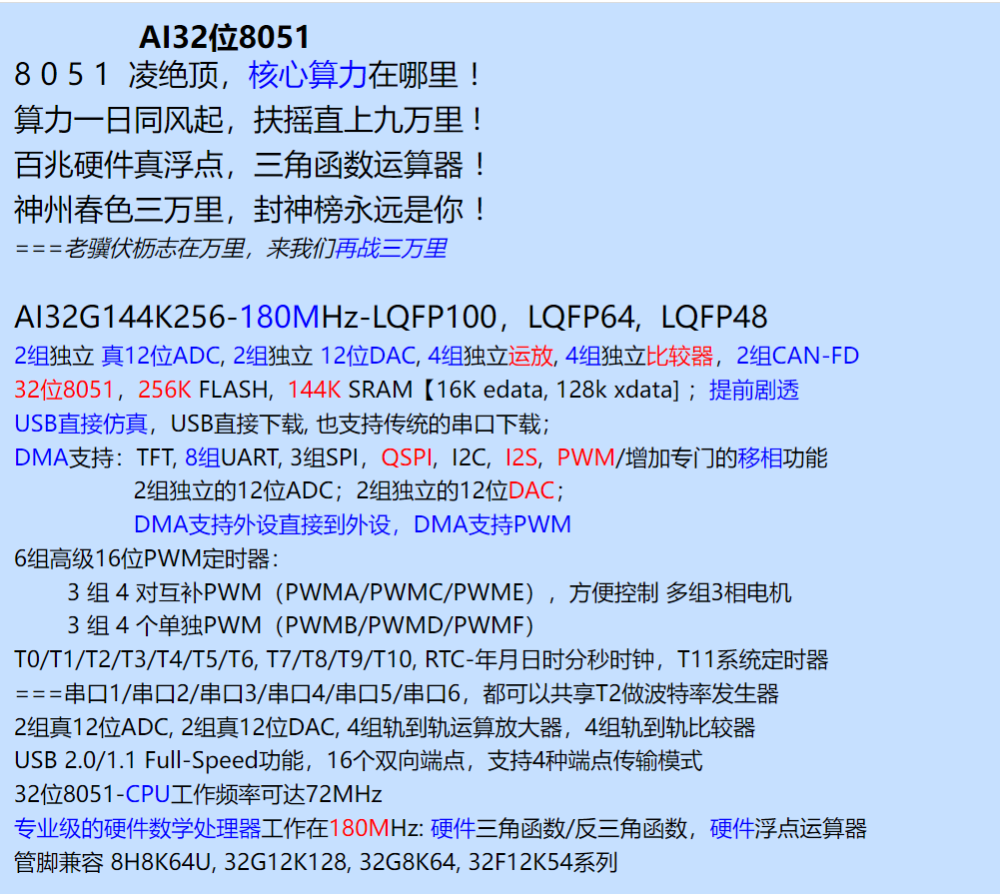 AI32位8051
8 0 5 1 凌绝顶，核心算力在哪里！
算力一日同风起，扶摇直上九万里！
百兆硬件真浮点，三角函数运算器！
神州春色三万里，封神榜永远是你！
===老骥伏枥志在万里，来我们再战三万里
AI32G144K256-180MHz-LQFP100，LQFP64, LQFP48
2组独立 真12位ADC, 2组独立 12位DAC, 4组独立运放, 4组独立比较器，2组CAN-FD
32位8051，256K FLASH, 144K SRAM【16K edata, 128k xdata] ；提前剧透
USB直接仿真，USB直接下载, 也支持传统的串口下载；
DMA支持：TFT, 8组UART, 3组SPI，QSPI, I2C, I2S, PWM/增加专门的移相功能
2组独立的12位ADC；2组独立的12位DAC；
DMA支持外设直接到外设，DMA支持PWM
6组高级16位PWM定时器：
3 组 4 对互补PWM（PWMA/PWMC/PWME），方便控制 多组3相电机
3 组 4 个单独PWM（PWMB/PWMD/PWMF）
T0/T1/T2/T3/T4/T5/T6, T7/T8/T9/T10, RTC-年月日时分秒时钟，T11系统定时器
===串口1/串口2/串口3/串口4/串口5/串口6，都可以共享T2做波特率发生器
2组真12位ADC, 2组真12位DAC, 4组轨到轨运算放大器，4组轨到轨比较器
USB 2.0/1.1 Full-Speed功能，16个双向端点，支持4种端点传输模式
32位8051-CPU工作频率可达72MHz
专业级的硬件数学处理器工作在180MHz: 硬件三角函数/反三角函数，硬件浮点运算器
管脚兼容 8H8K64U, 32G12K128, 32G8K64, 32F12K54系列